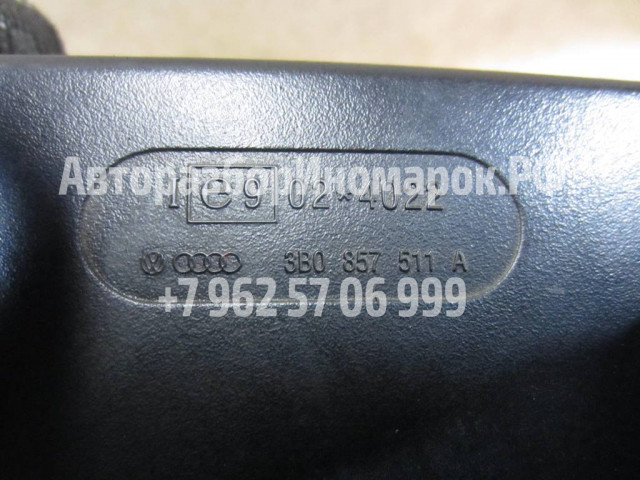 АвторазборИномарок.РФ
I e9 02*4022
3B0 857 511 A
+7 962 57 06 999